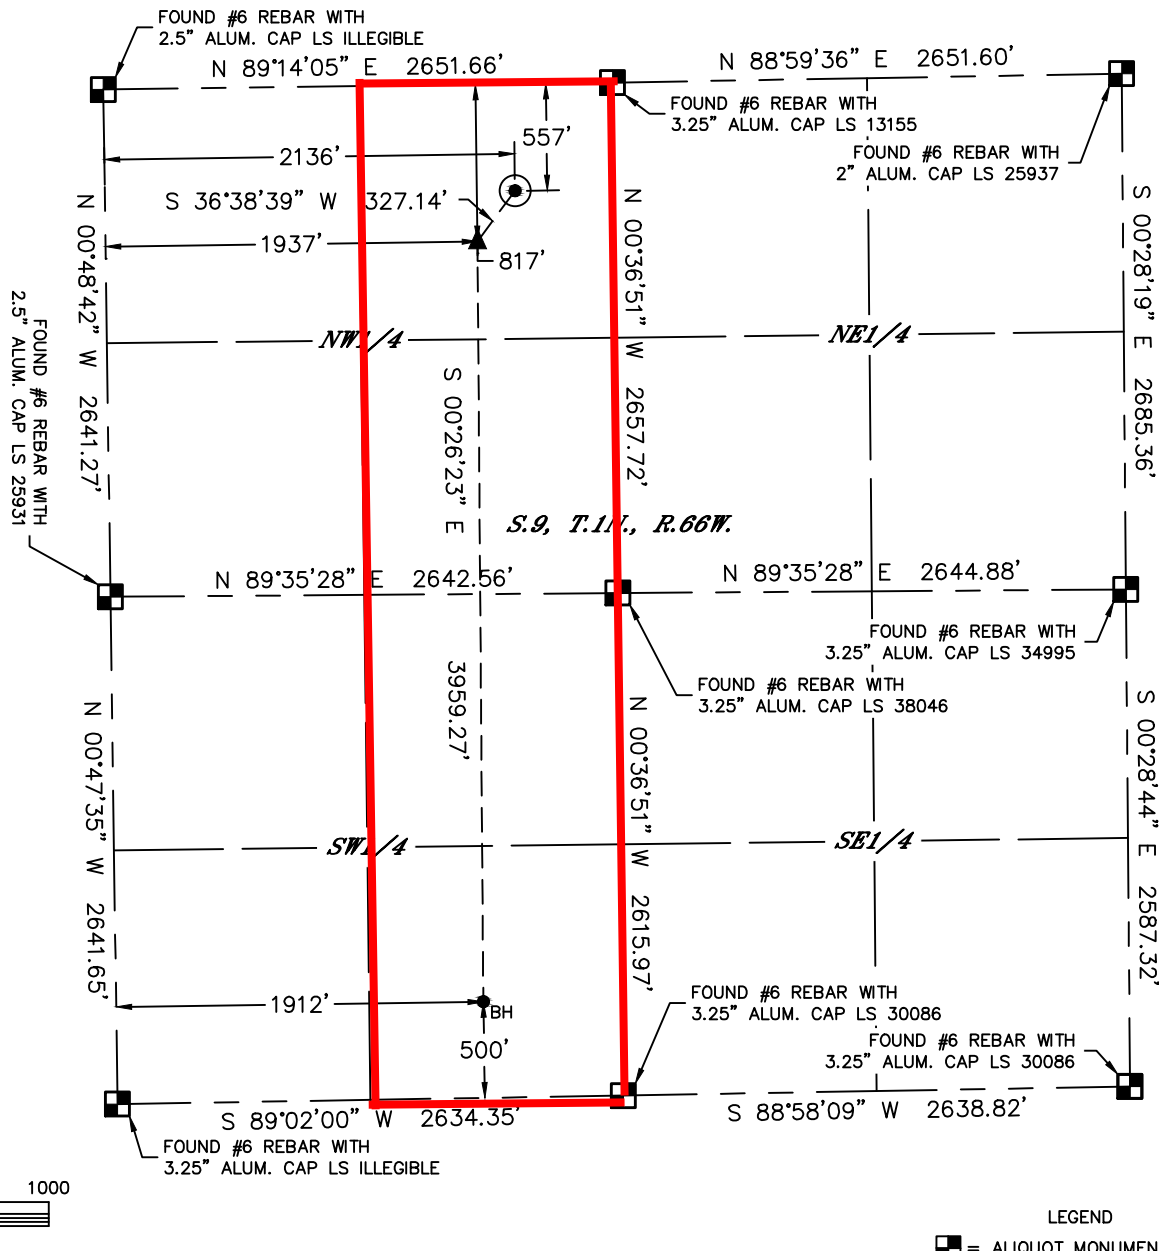 FOUND #6 REBAR WITH
2.5" ALUM. CAP LS ILLEGIBLE
N 89°14'05" E 2651.66'
N 88°59'36" E 2651.60'
FOUND #6 REBAR WITH
3.25" ALUM. CAP LS 13155
557'
2136'
FOUND #6 REBAR WITH
2" ALUM. CAP LS 25937
S 36°38'39" W 327.14'
1937'
817'
N 00°48'42" W 2641.27'
N 00°36'51" W 2657.72'
S 00°28'19" E 2685.36'
FOUND #6 REBAR WITH
2.5" ALUM. CAP LS 25931
NW1/4
NE1/4
S 00°26'23" E 3959.27'
S.9, T.1N., R.66W.
N 89°35'28" E 2642.56'
N 89°35'28" E 2644.88'
FOUND #6 REBAR WITH
3.25" ALUM. CAP LS 34995
FOUND #6 REBAR WITH
3.25" ALUM. CAP LS 38046
N 00°47'35" W 2641.65'
N 00°36'51" W 2615.97'
S 00°28'44" E 2587.32'
SW1/4
SE1/4
1912'
BH
500'
FOUND #6 REBAR WITH
3.25" ALUM. CAP LS 30086
FOUND #6 REBAR WITH
3.25" ALUM. CAP LS 30086
S 89°02'00" W 2634.35'
S 88°58'09" W 2638.82'
FOUND #6 REBAR WITH
3.25" ALUM. CAP LS ILLEGIBLE
1000
LEGEND
= ALIQUOT MONUMEN